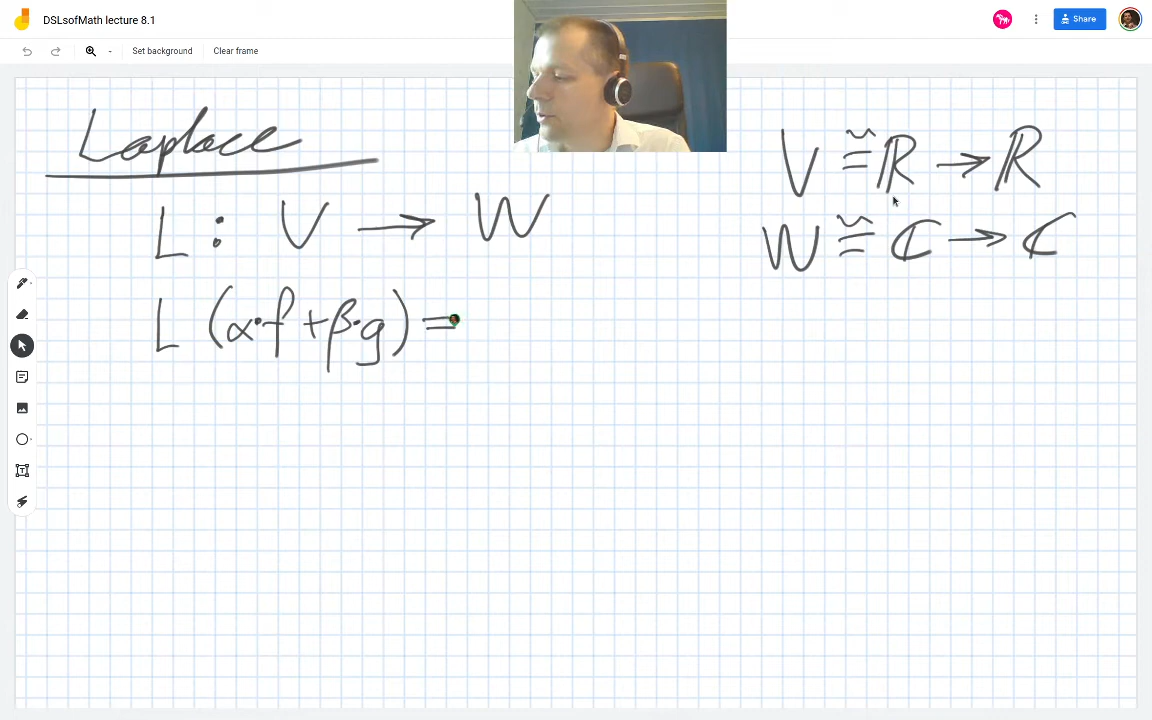 DSLsofMath lecture 8.1
Share
Set background
Clear frame
Laplace
L : V → W
L (α·f + β·g) =
V ≅ ℝ → ℝ
W ≅ ℂ → ℂ